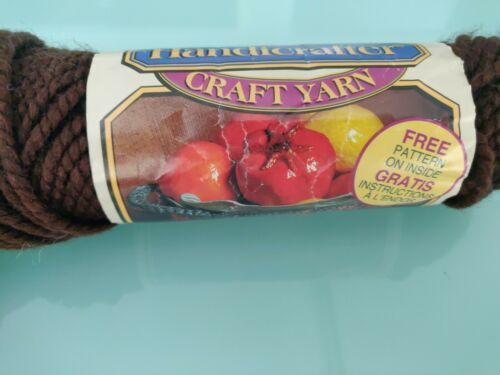 Handicrafter
CRAFT YARN
FREE
PATTERN
ON INSIDE
GRATIS
INSTRUCTIONS
À L'ENDOS